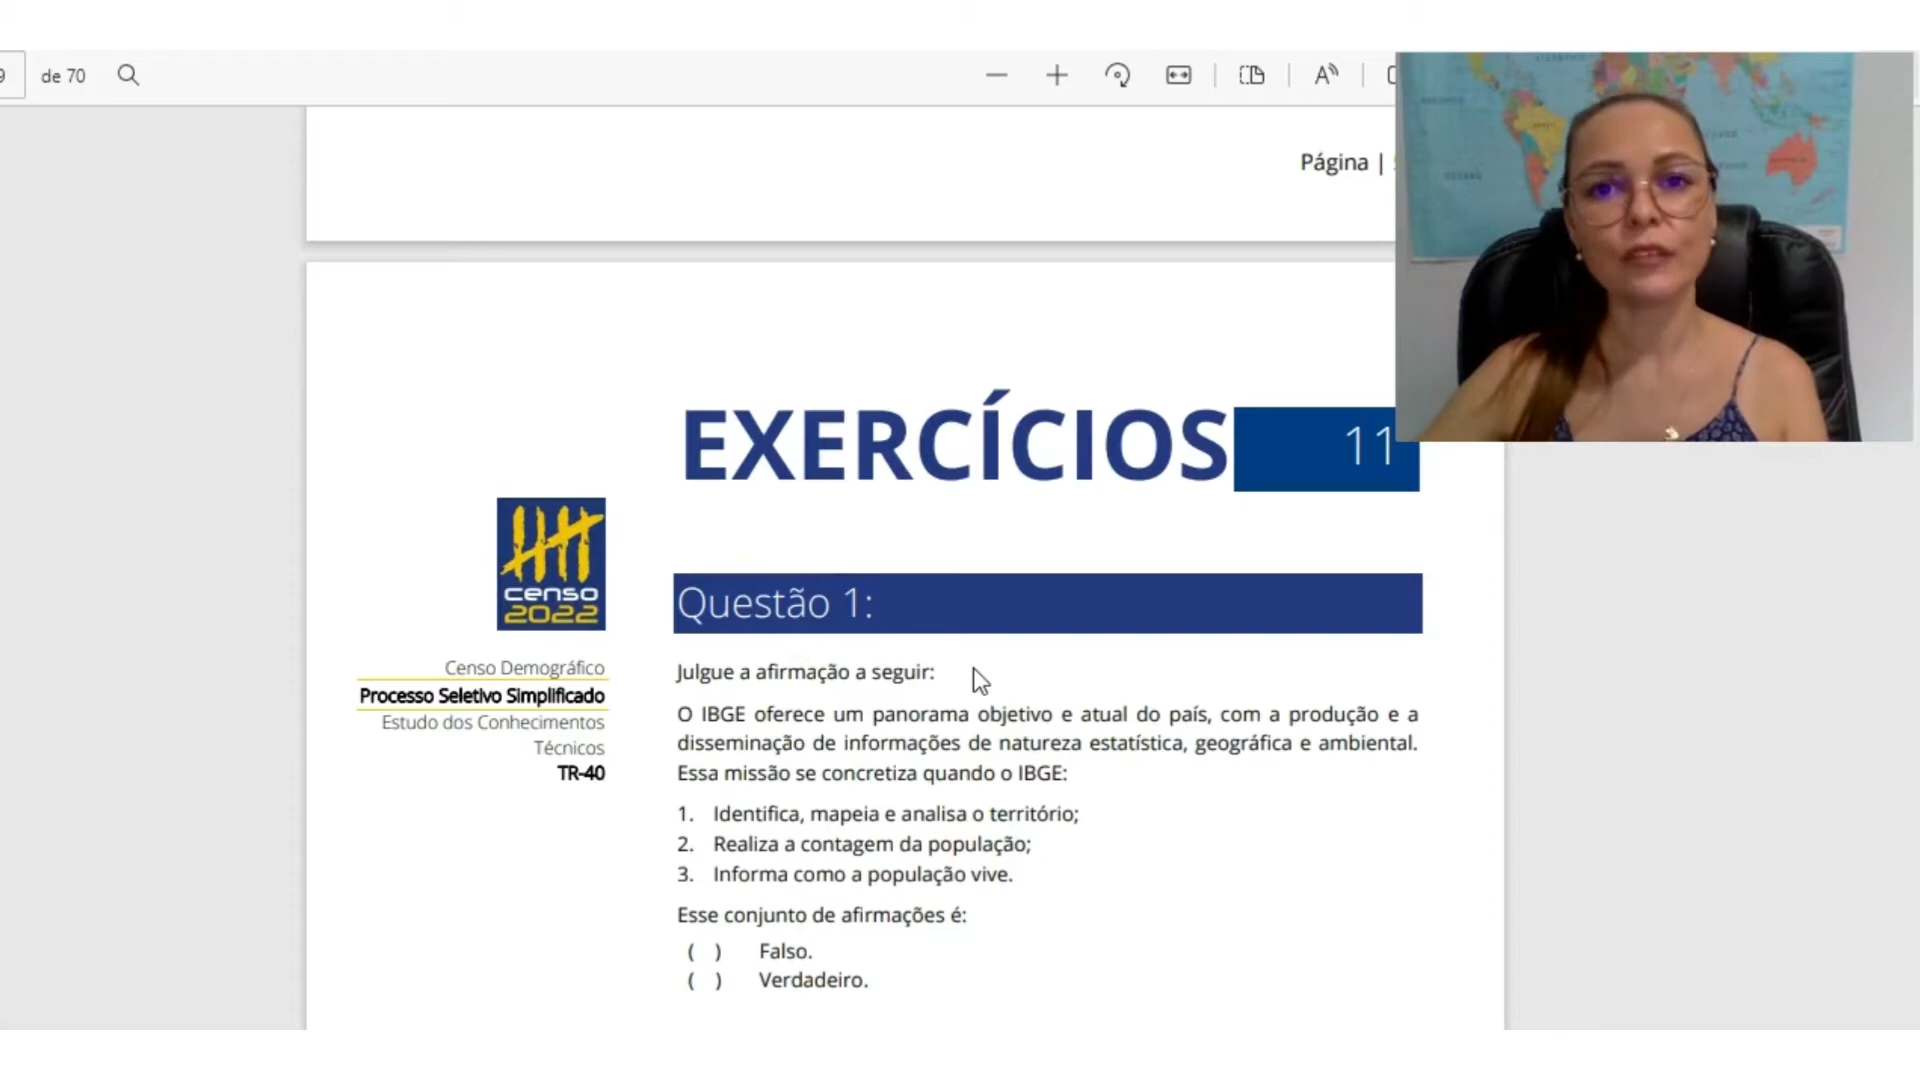 de 70
Página |
EXERCÍCIOS
11
censo
2022
Questão 1:
Censo Demográfico
Processo Seletivo Simplificado
Estudo dos Conhecimentos
Técnicos
TR-40
Julgue a afirmação a seguir:
O IBGE oferece um panorama objetivo e atual do país, com a produção e a
disseminação de informações de natureza estatística, geográfica e ambiental.
Essa missão se concretiza quando o IBGE:
1. Identifica, mapeia e analisa o território;
2. Realiza a contagem da população;
3. Informa como a população vive.
Esse conjunto de afirmações é:
( ) Falso.
( ) Verdadeiro.